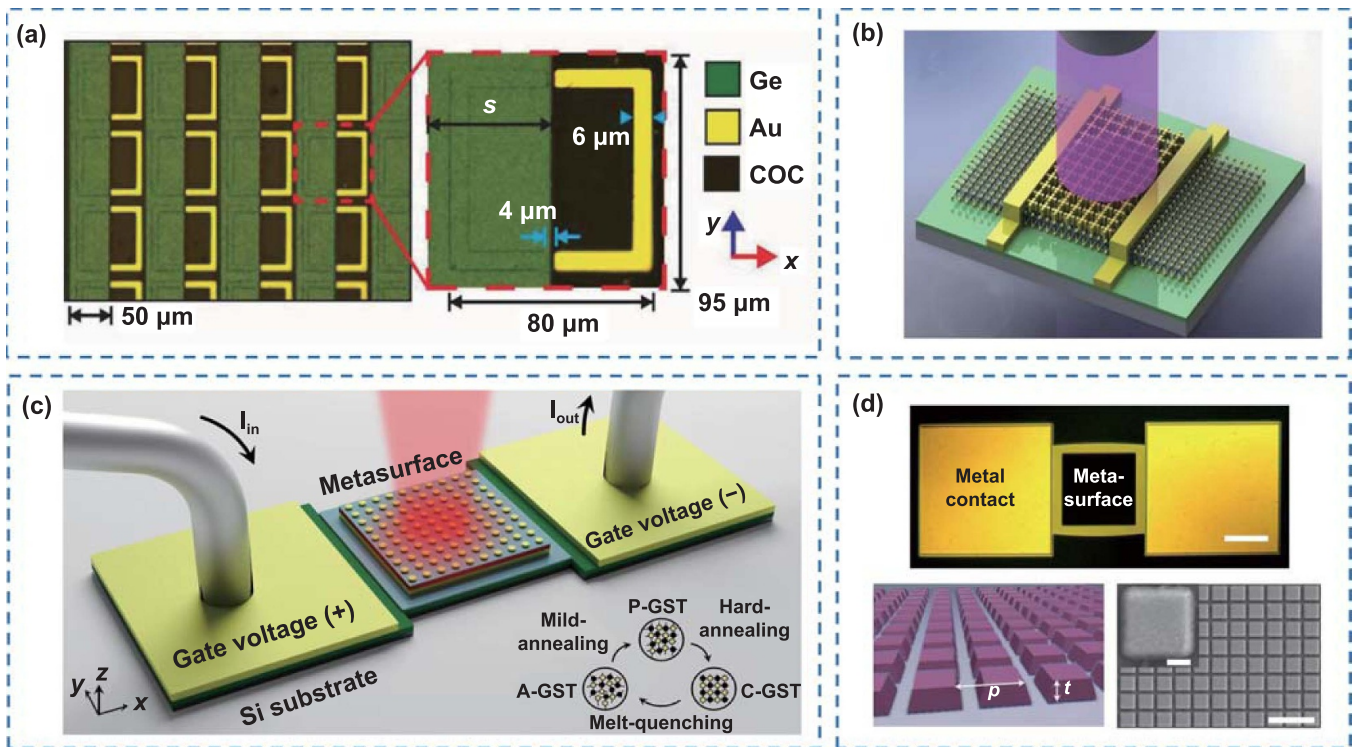 (a)
s
6 μm
4 μm
50 μm
80 μm
95 μm
Ge
Au
COC
y
x
(b)
(c)
I_in
I_out
Metasurface
Gate voltage (+)
Gate voltage (−)
Si substrate
y
z
x
P-GST
Mild-
annealing
Hard-
annealing
A-GST
C-GST
Melt-quenching
(d)
Metal
contact
Meta-
surface
p
t